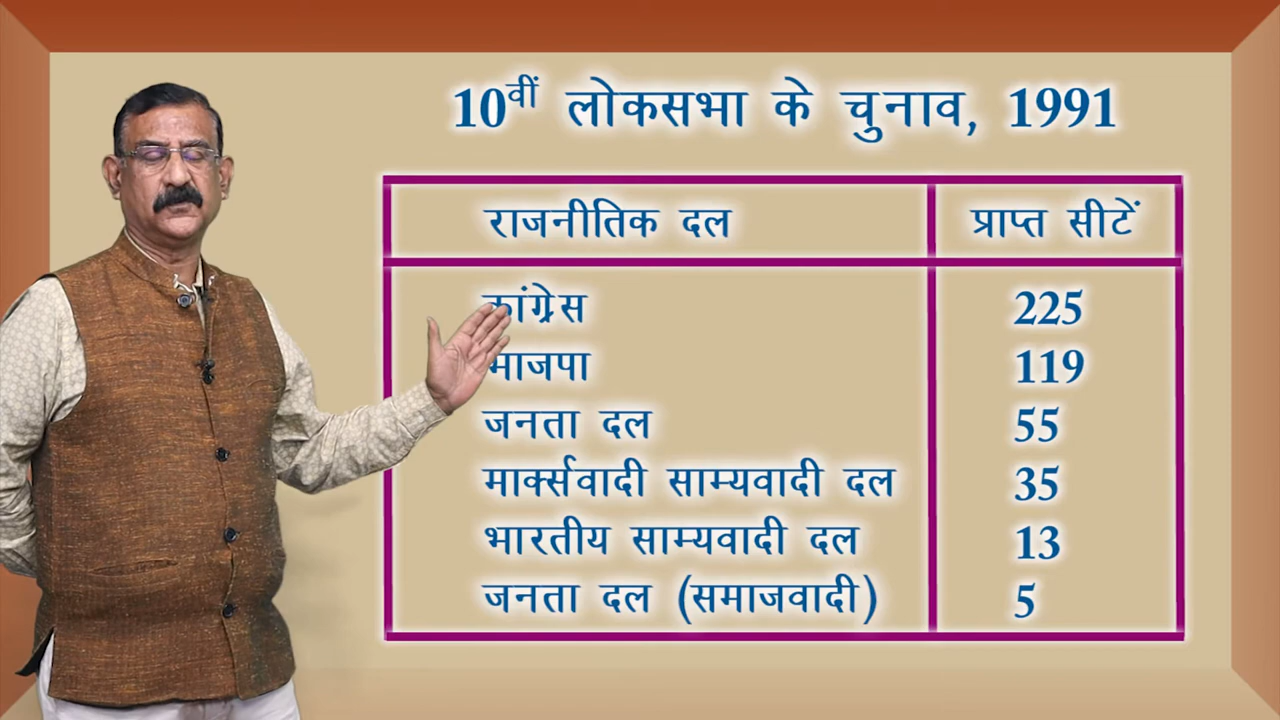 10वीं लोकसभा के चुनाव, 1991
राजनीतिक दल प्राप्त सीटें
कांग्रेस 225
भाजपा 119
जनता दल 55
मार्क्सवादी साम्यवादी दल 35
भारतीय साम्यवादी दल 13
जनता दल (समाजवादी) 5